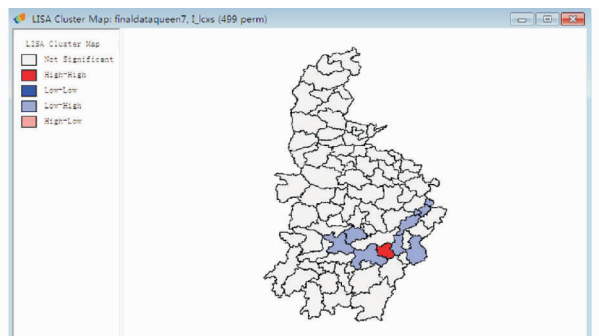 LISA Cluster Map: finaldataqueen7, I_lcxs (499 perm)
LISA Cluster Map
Not Significant
High-High
Low-Low
Low-High
High-Low